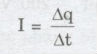 I = Δq/Δt